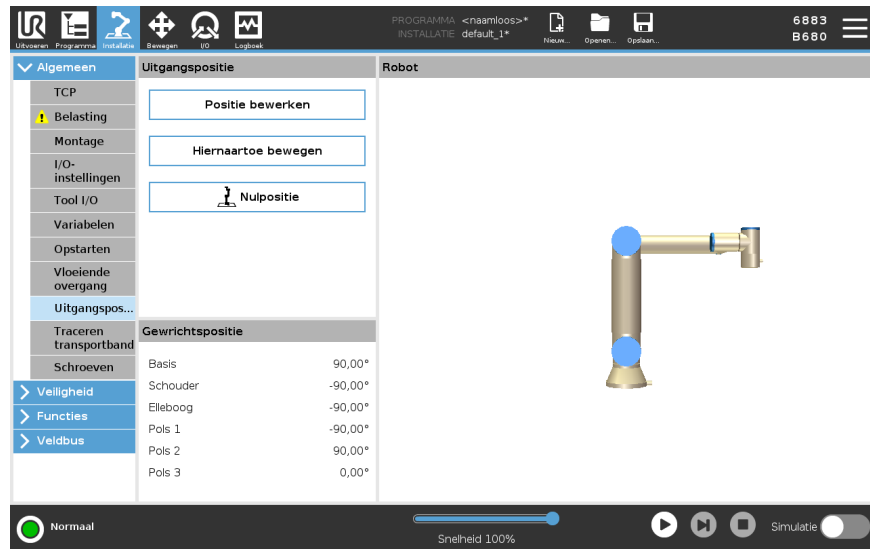 UR
PROGRAMMA <naamloos>*
INSTALLATIE default_1*
Uitvoeren Programma Installatie Bewegen I/O Logboek
Nieuw... Openen... Opslaan...
6883
B680
Algemeen
TCP
Belasting
Montage
I/O-
instellingen
Tool I/O
Variabelen
Opstarten
Vloeiende
overgang
Uitgangspos...
Traceren
transportband
Schroeven
Veiligheid
Functies
Veldbus
Uitgangspositie
Positie bewerken
Hiernaartoe bewegen
Nulpositie
Gewrichtspositie
Basis 90,00°
Schouder -90,00°
Elleboog -90,00°
Pols 1 -90,00°
Pols 2 90,00°
Pols 3 0,00°
Robot
Normaal
Snelheid 100%
Simulatie